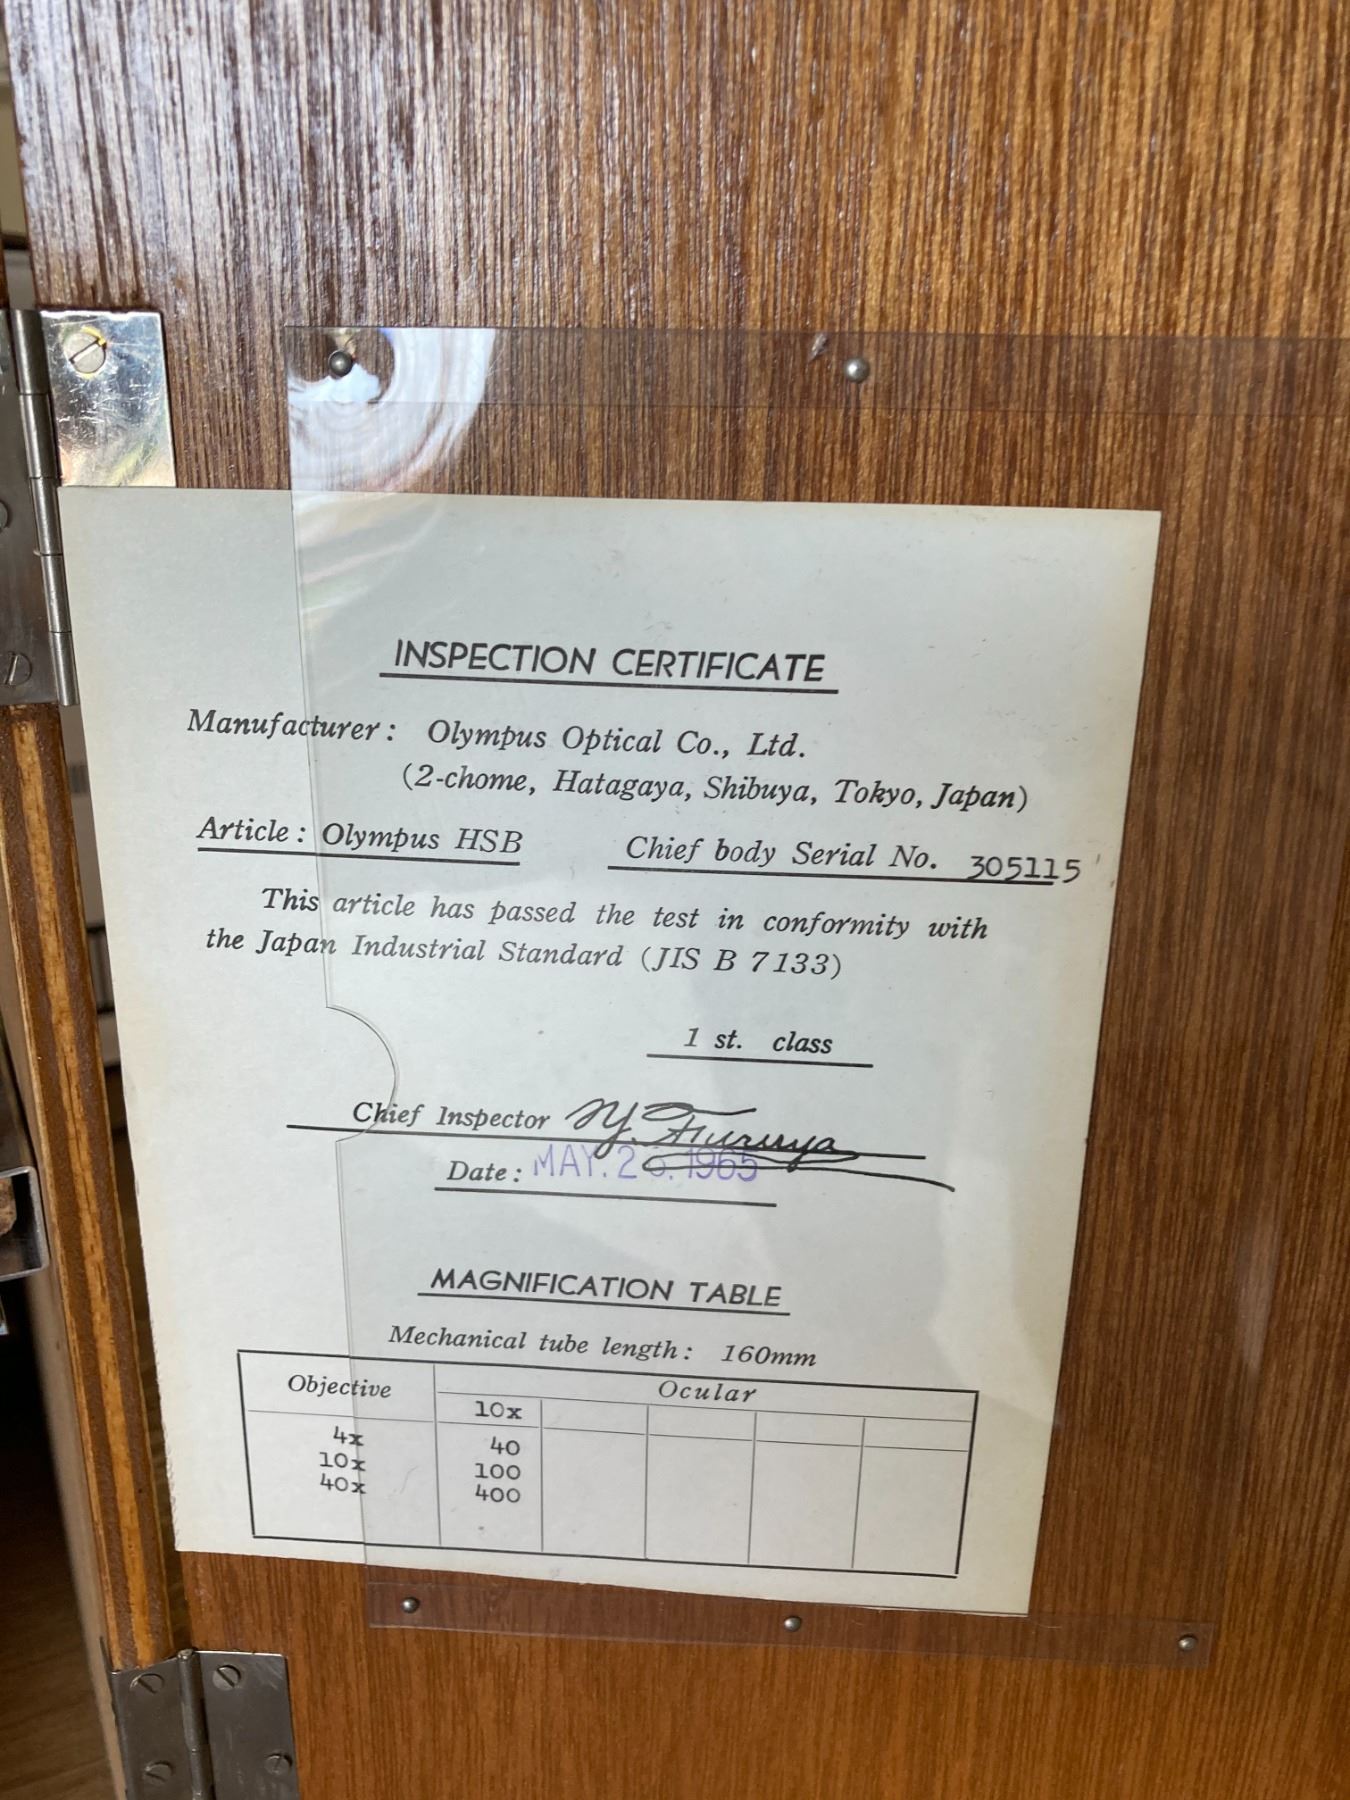 INSPECTION CERTIFICATE
Manufacturer: Olympus Optical Co., Ltd.
(2-chome, Hatagaya, Shibuya, Tokyo, Japan)
Article: Olympus HSB Chief body Serial No. 305115
This article has passed the test in conformity with
the Japan Industrial Standard (JIS B 7133)
1 st. class
Chief Inspector Y. Furuya
Date: MAY. 1965
MAGNIFICATION TABLE
Mechanical tube length: 160mm
Objective Ocular
10x
4x 40
10x 100
40x 400